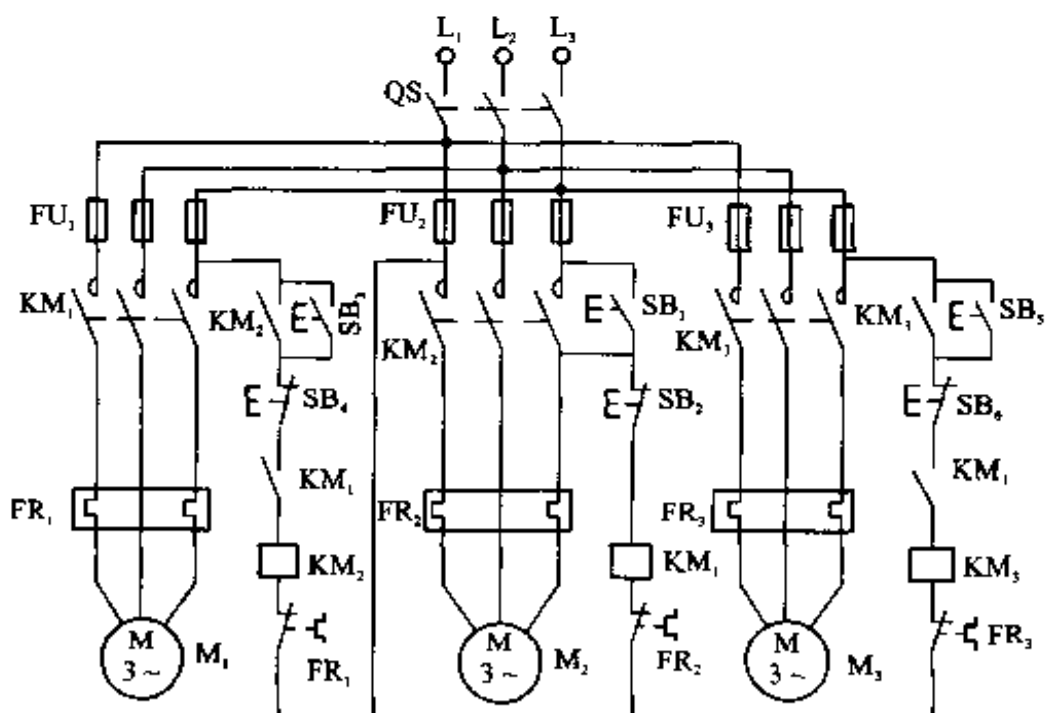 L₁ L₂ L₃
QS
FU₁ FU₂ FU₃
KM₁ KM₂ SB₃ KM₂ SB₁ KM₃ KM₃ SB₅
SB₄ SB₂ SB₆
KM₁ KM₁
FR₁ FR₂ FR₃
KM₂ KM₁ KM₃
M 3~ M₁ FR₁ M 3~ M₂ FR₂ M 3~ M₃ FR₃